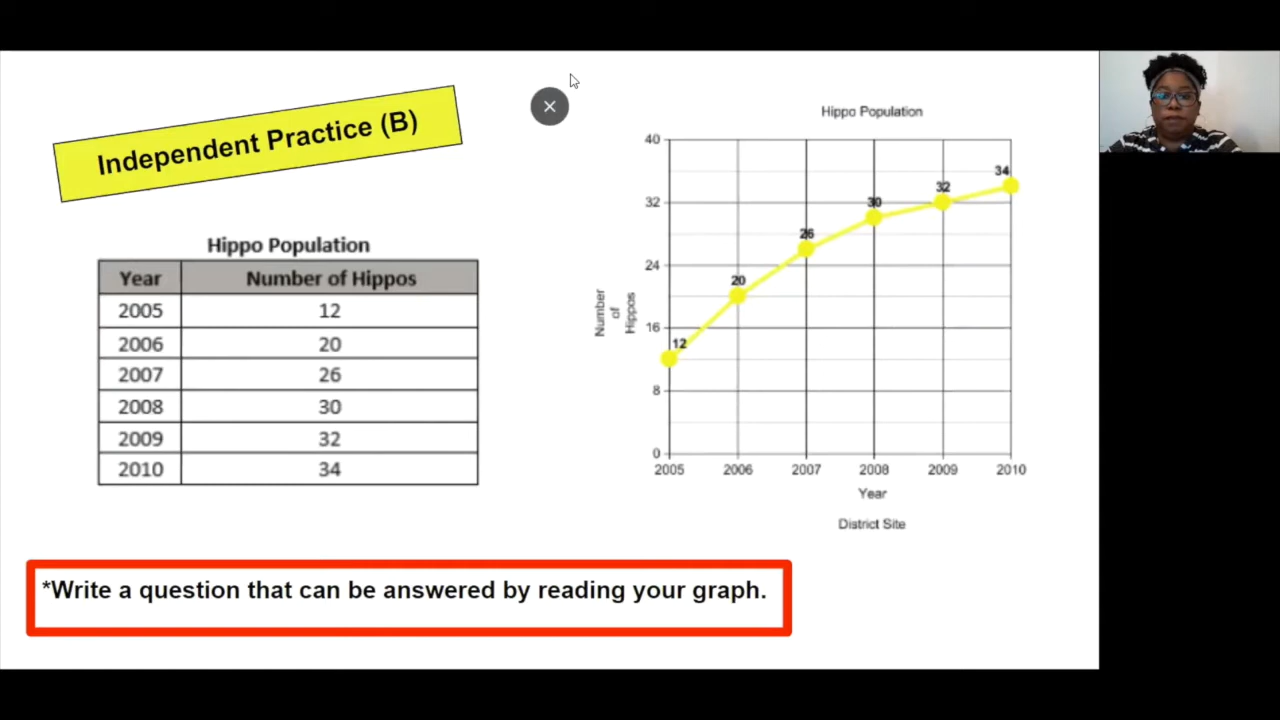 Independent Practice (B)
Hippo Population
Year Number of Hippos
2005 12
2006 20
2007 26
2008 30
2009 32
2010 34
Hippo Population
40
32
24
16
8
0
Number
of
Hippos
12
20
26
30
32
34
2005 2006 2007 2008 2009 2010
Year
District Site
*Write a question that can be answered by reading your graph.